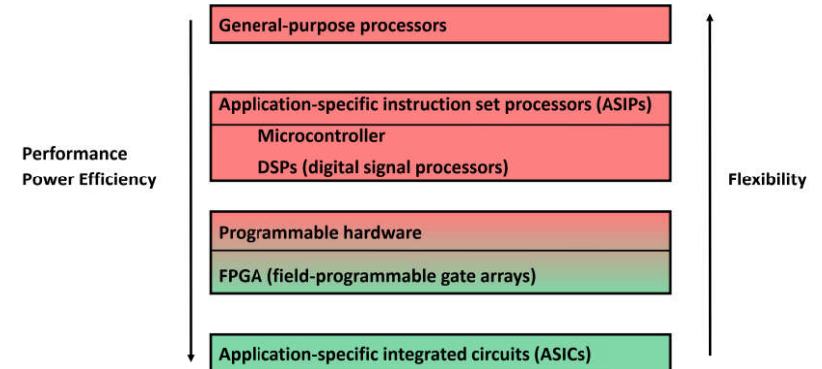 General-purpose processors
Application-specific instruction set processors (ASIPs)
Microcontroller
DSPs (digital signal processors)
Performance
Power Efficiency
Flexibility
Programmable hardware
FPGA (field-programmable gate arrays)
Application-specific integrated circuits (ASICs)